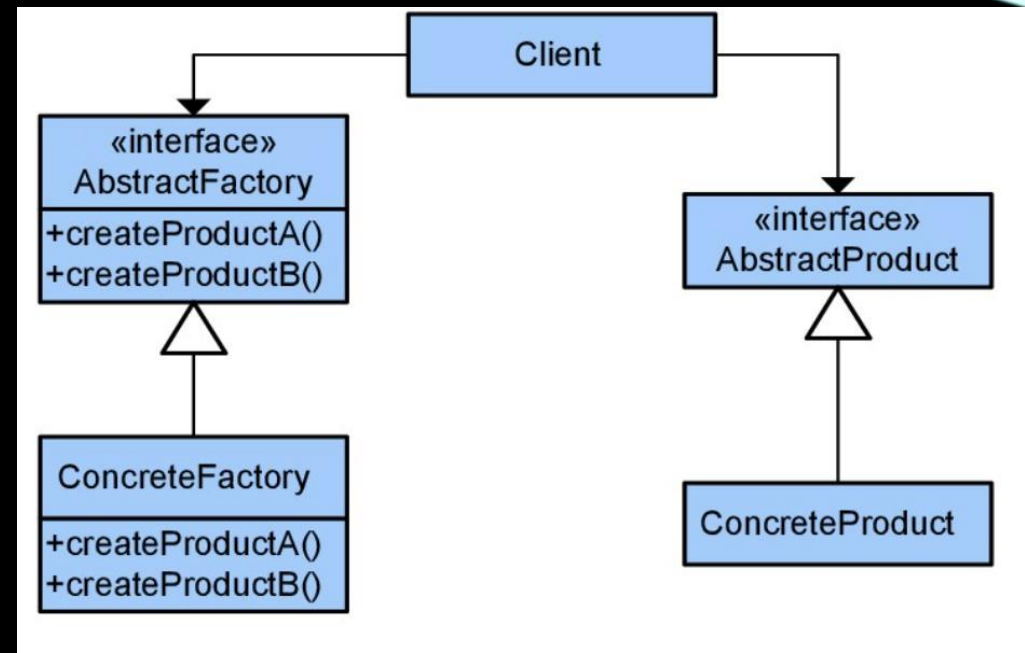 Client
«interface»
AbstractFactory
+createProductA()
+createProductB()
«interface»
AbstractProduct
ConcreteFactory
+createProductA()
+createProductB()
ConcreteProduct